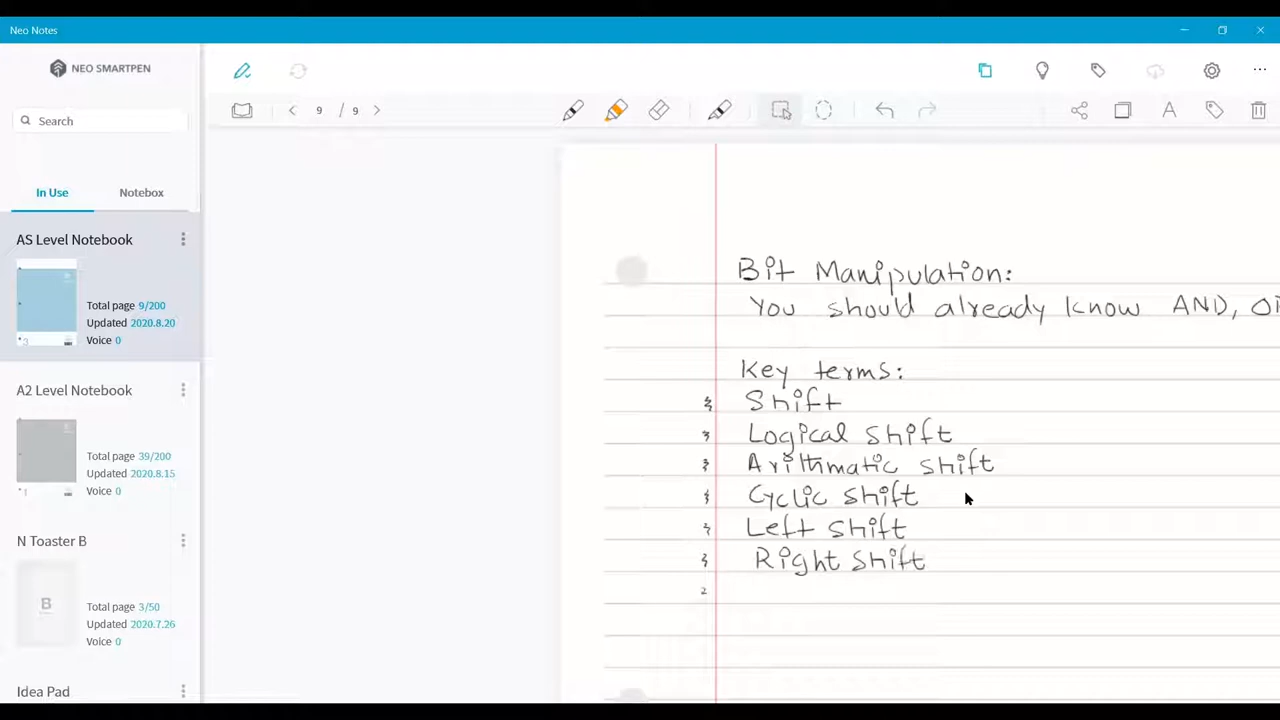 Neo Notes
NEO SMARTPEN
Search
9 / 9
In Use Notebox
AS Level Notebook
Total page 9/200
Updated 2020.8.20
Voice 0
A2 Level Notebook
Total page 39/200
Updated 2020.8.15
Voice 0
N Toaster B
B
Total page 3/50
Updated 2020.7.26
Voice 0
Idea Pad
Bit Manipulation:
You should already know AND,
Key terms:
Shift
Logical shift
Arithmatic shift
Cyclic shift
Left shift
Right shift